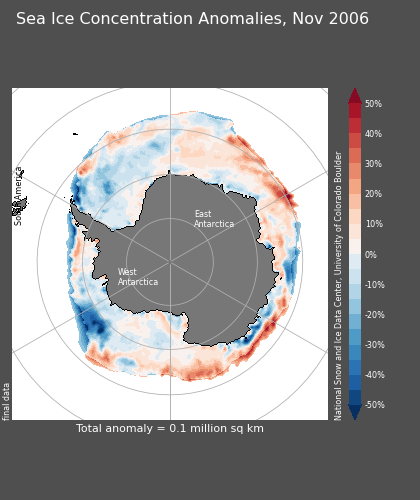 Sea Ice Concentration Anomalies, Nov 2006
South America
East
Antarctica
West
Antarctica
50%
40%
30%
20%
10%
0%
-10%
-20%
-30%
-40%
-50%
National Snow and Ice Data Center, University of Colorado Boulder
final data
Total anomaly = 0.1 million sq km